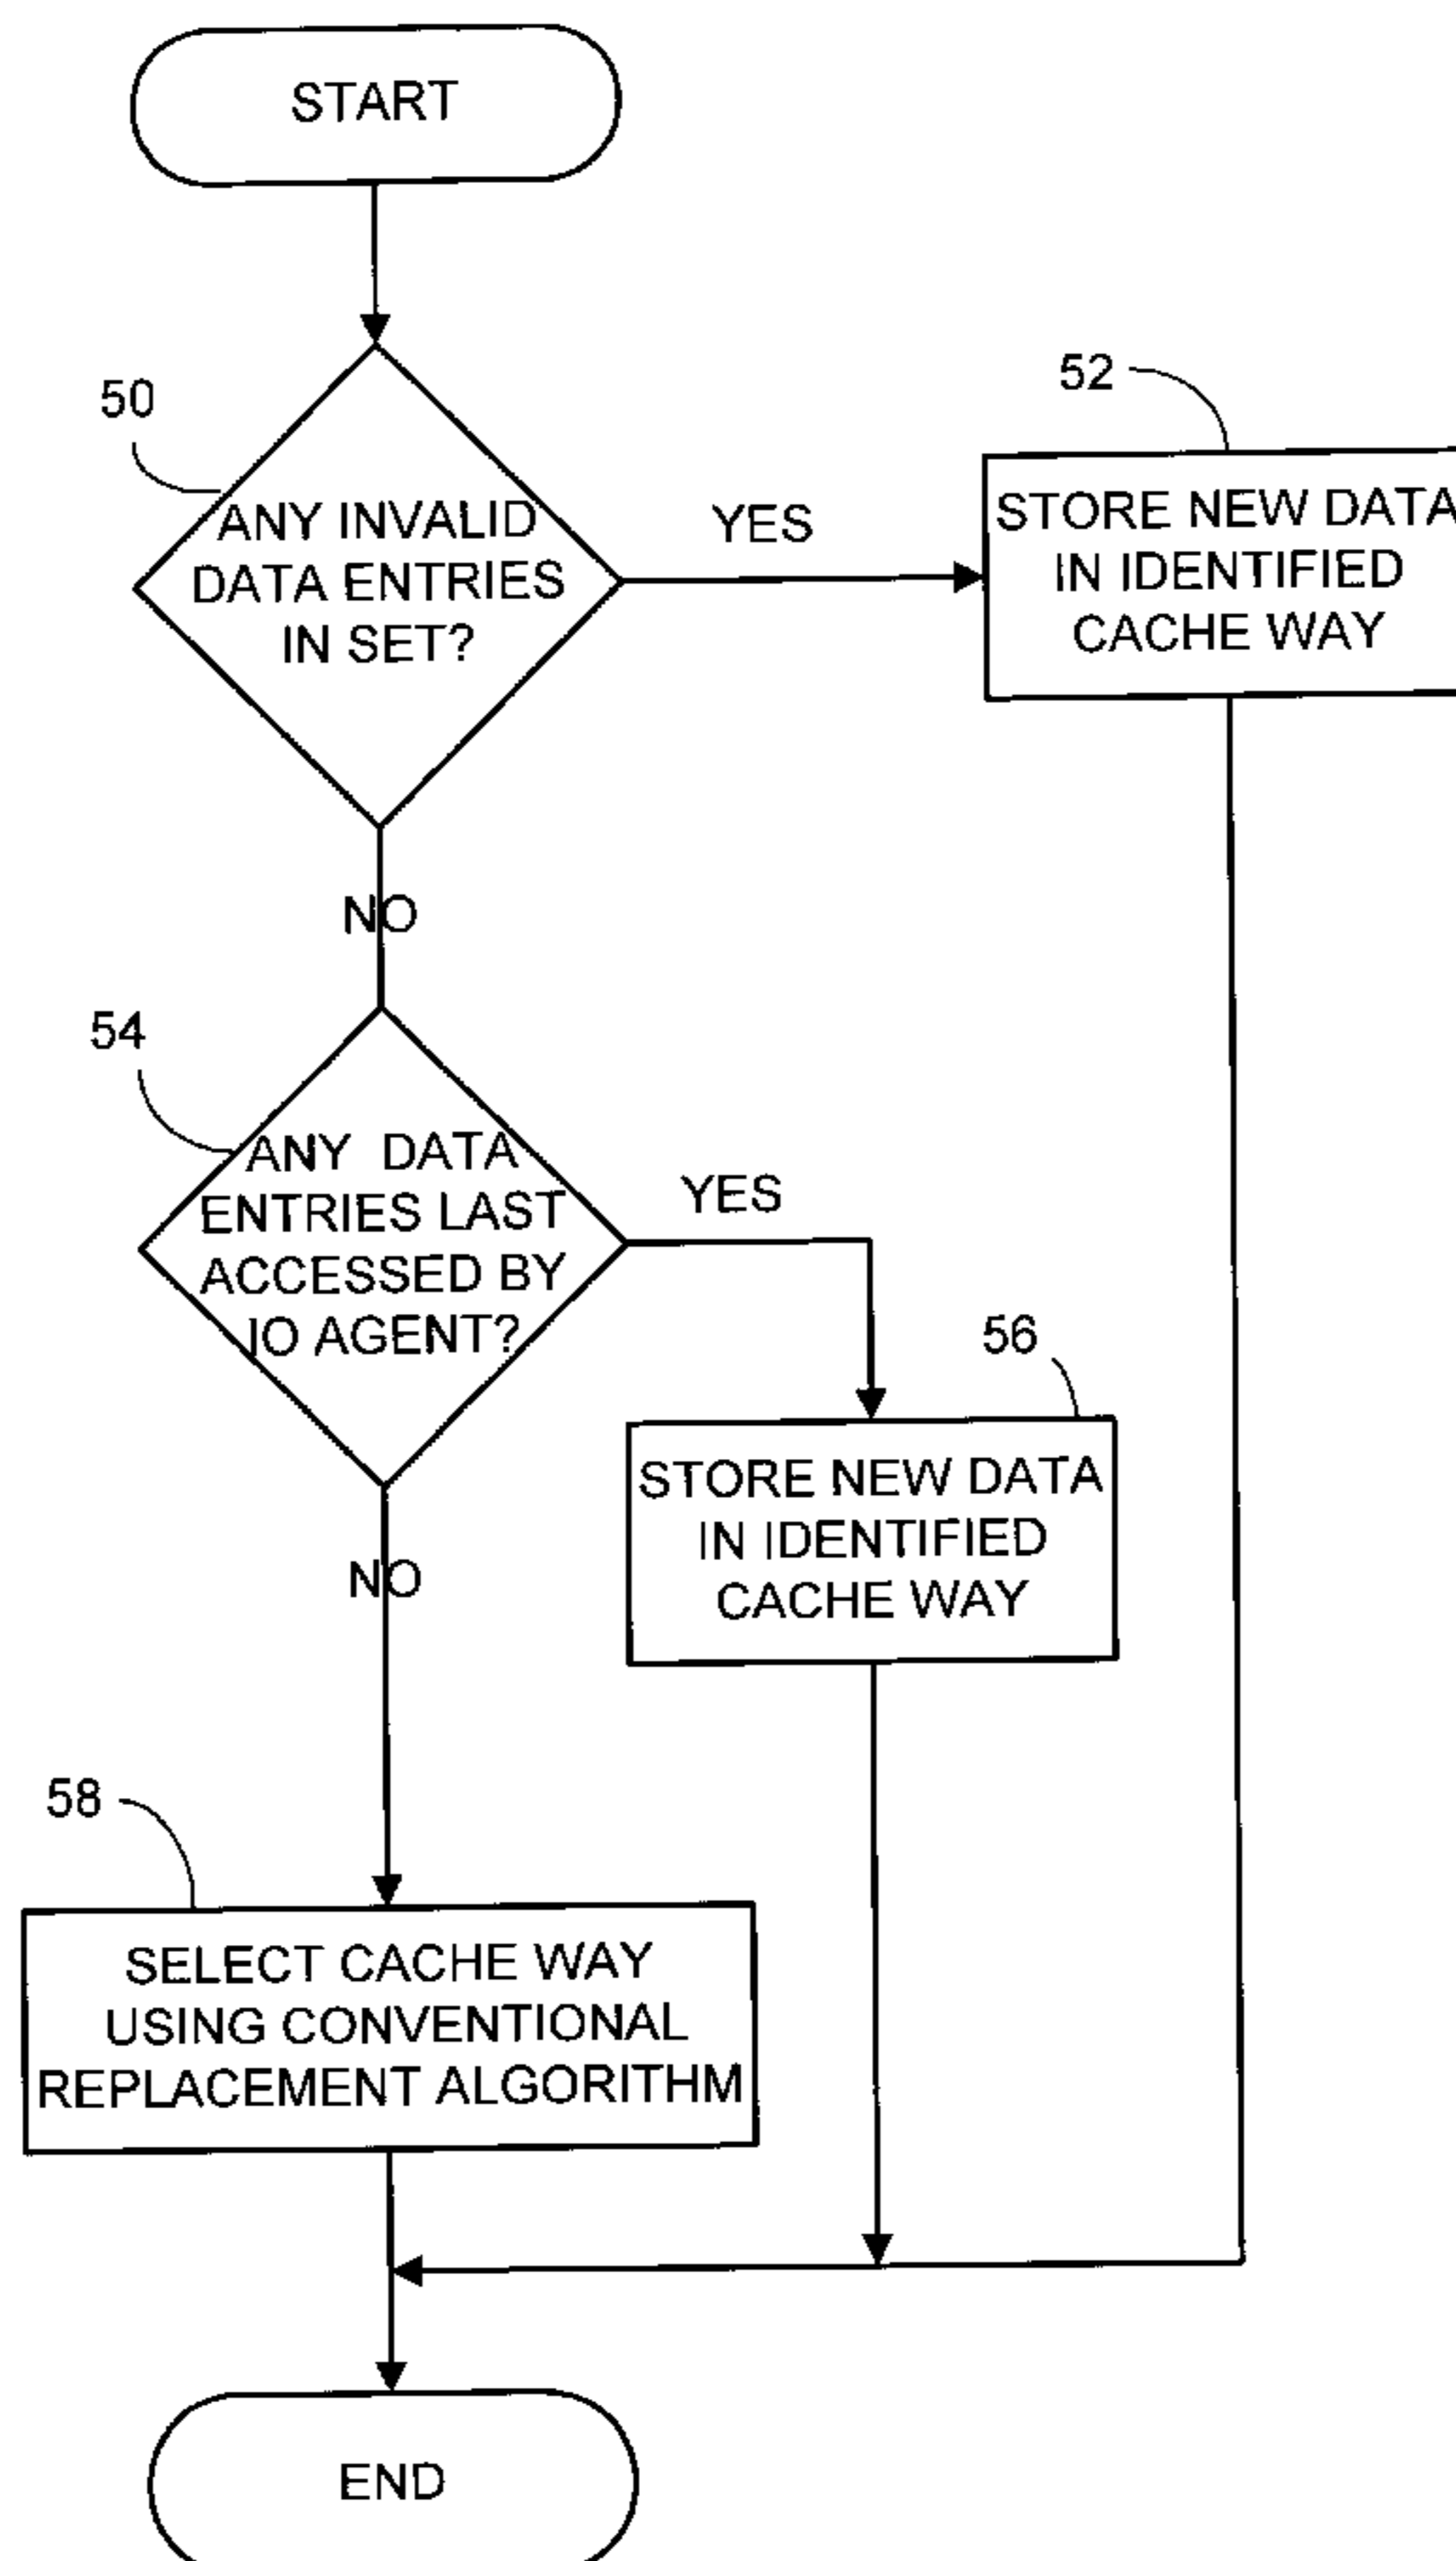 START
50
ANY INVALID
DATA ENTRIES
IN SET?
YES
52
STORE NEW DATA
IN IDENTIFIED
CACHE WAY
NO
54
ANY DATA
ENTRIES LAST
ACCESSED BY
IO AGENT?
YES
56
STORE NEW DATA
IN IDENTIFIED
CACHE WAY
NO
58
SELECT CACHE WAY
USING CONVENTIONAL
REPLACEMENT ALGORITHM
END